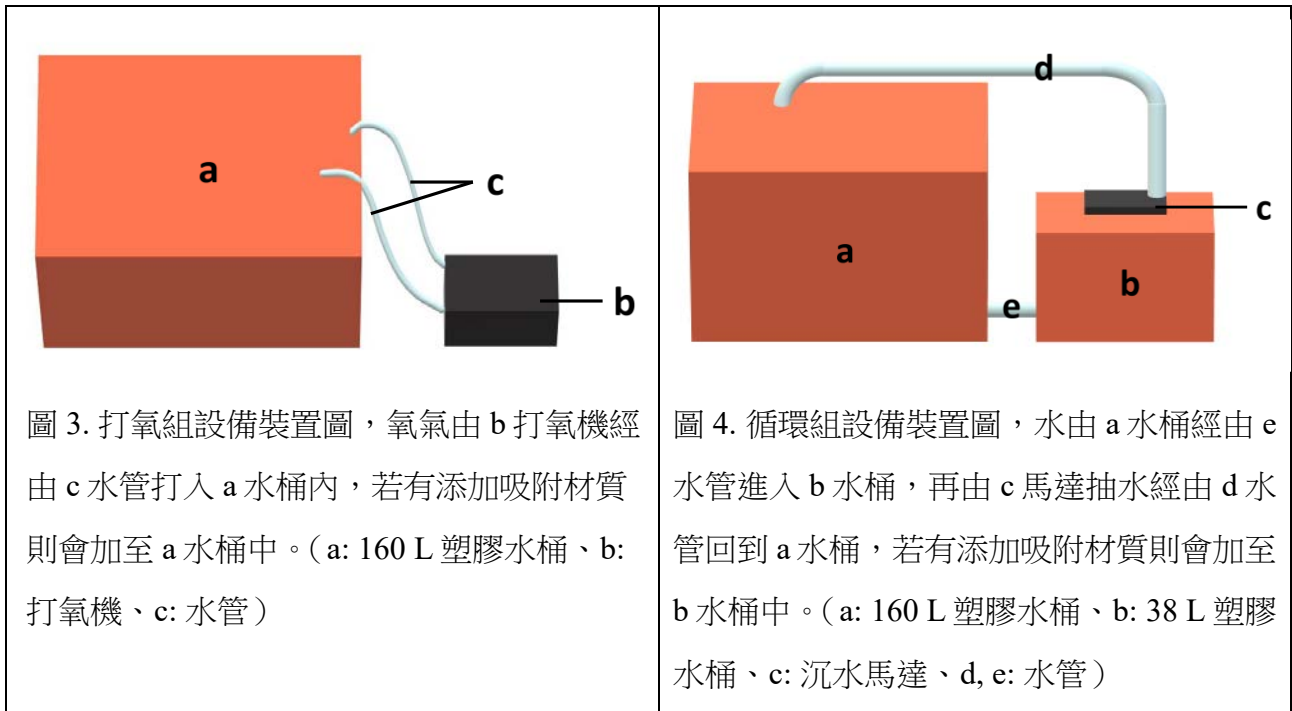 a
c
b
圖 3. 打氧組設備裝置圖，氧氣由 b 打氧機經
由 c 水管打入 a 水桶內，若有添加吸附材質
則會加至 a 水桶中。（a: 160 L 塑膠水桶、b:
打氧機、c: 水管）
d
c
a
b
e
圖 4. 循環組設備裝置圖，水由 a 水桶經由 e
水管進入 b 水桶，再由 c 馬達抽水經由 d 水
管回到 a 水桶，若有添加吸附材質則會加至
b 水桶中。（a: 160 L 塑膠水桶、b: 38 L 塑膠
水桶、c: 沉水馬達、d, e: 水管）